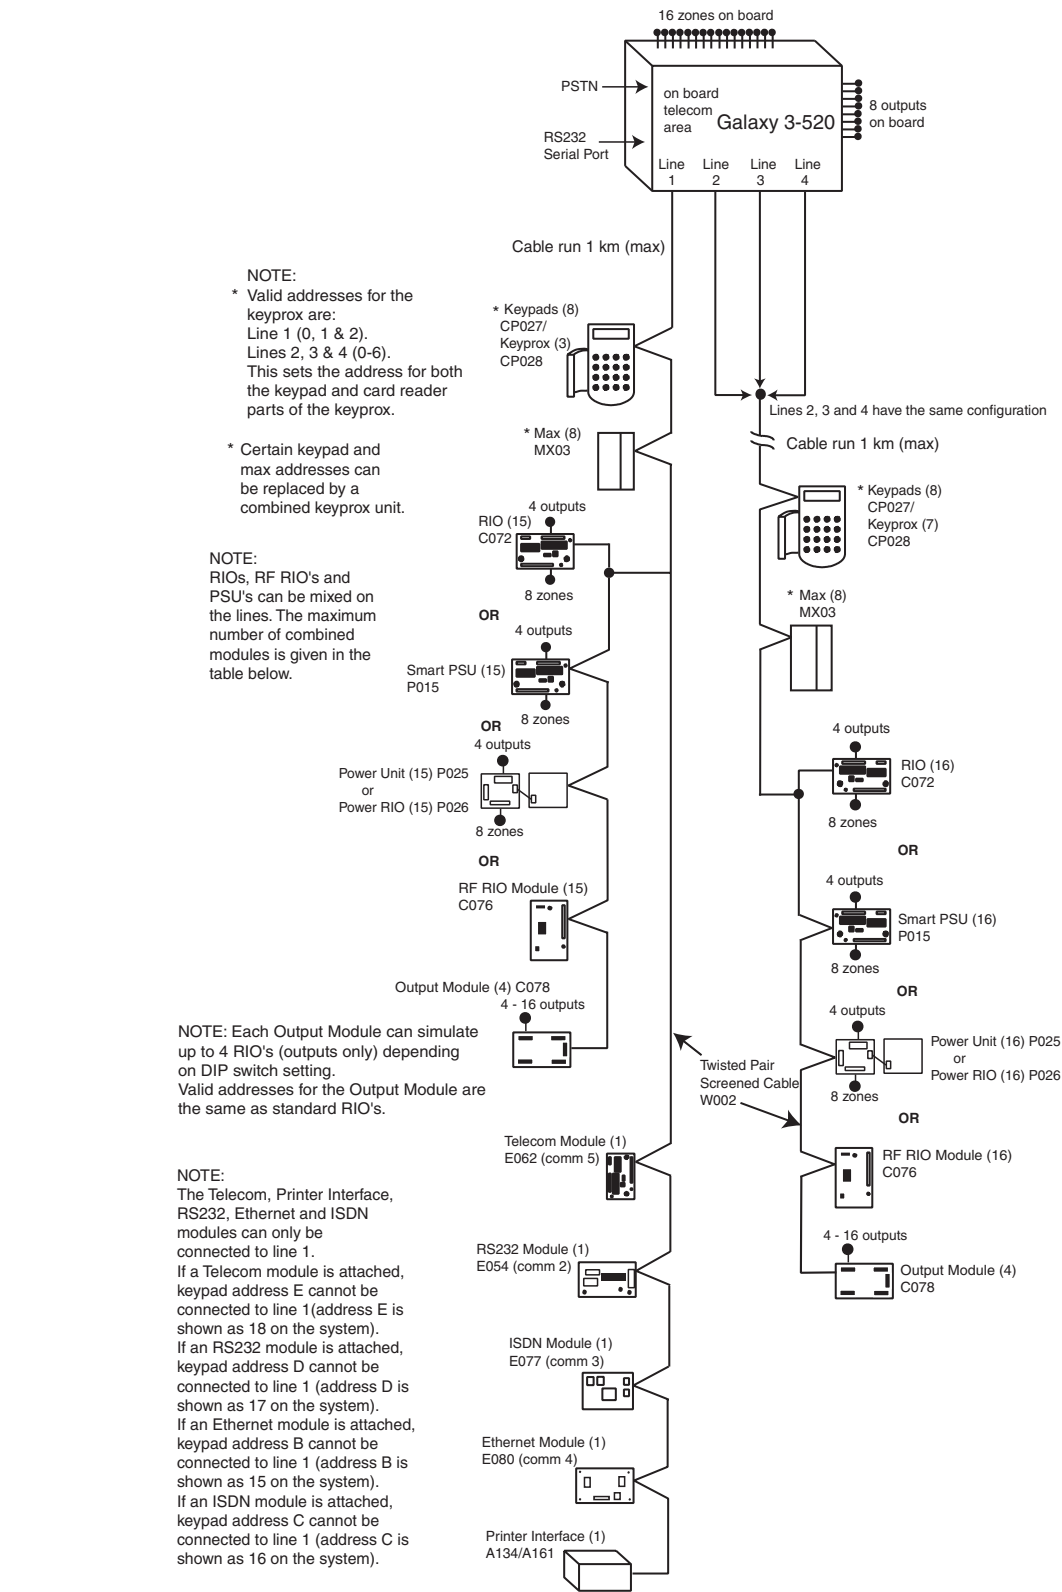 16 zones on board
PSTN
on board
telecom
area
Galaxy 3-520
8 outputs
on board
RS232
Serial Port
Line
1
Line
2
Line
3
Line
4
Cable run 1 km (max)
NOTE:
* Valid addresses for the
keyprox are:
Line 1 (0, 1 & 2).
Lines 2, 3 & 4 (0-6).
This sets the address for both
the keypad and card reader
parts of the keyprox.
* Certain keypad and
max addresses can
be replaced by a
combined keyprox unit.
NOTE:
RIOs, RF RIO's and
PSU's can be mixed on
the lines. The maximum
number of combined
modules is given in the
table below.
* Keypads (8)
CP027/
Keyprox (3)
CP028
* Max (8)
MX03
4 outputs
RIO (15)
C072
8 zones
OR
4 outputs
Smart PSU (15)
P015
8 zones
OR
4 outputs
Power Unit (15) P025
or
Power RIO (15) P026
8 zones
OR
RF RIO Module (15)
C076
Output Module (4) C078
4 - 16 outputs
NOTE: Each Output Module can simulate
up to 4 RIO's (outputs only) depending
on DIP switch setting.
Valid addresses for the Output Module are
the same as standard RIO's.
Twisted Pair
Screened Cable
W002
Telecom Module (1)
E062 (comm 5)
NOTE:
The Telecom, Printer Interface,
RS232, Ethernet and ISDN
modules can only be
connected to line 1.
If a Telecom module is attached,
keypad address E cannot be
connected to line 1(address E is
shown as 18 on the system).
If an RS232 module is attached,
keypad address D cannot be
connected to line 1 (address D is
shown as 17 on the system).
If an Ethernet module is attached,
keypad address B cannot be
connected to line 1 (address B is
shown as 15 on the system).
If an ISDN module is attached,
keypad address C cannot be
connected to line 1 (address C is
shown as 16 on the system).
RS232 Module (1)
E054 (comm 2)
ISDN Module (1)
E077 (comm 3)
Ethernet Module (1)
E080 (comm 4)
Printer Interface (1)
A134/A161
Lines 2, 3 and 4 have the same configuration
Cable run 1 km (max)
* Keypads (8)
CP027/
Keyprox (7)
CP028
* Max (8)
MX03
4 outputs
RIO (16)
C072
8 zones
OR
4 outputs
Smart PSU (16)
P015
8 zones
OR
4 outputs
Power Unit (16) P025
or
Power RIO (16) P026
8 zones
OR
RF RIO Module (16)
C076
4 - 16 outputs
Output Module (4)
C078